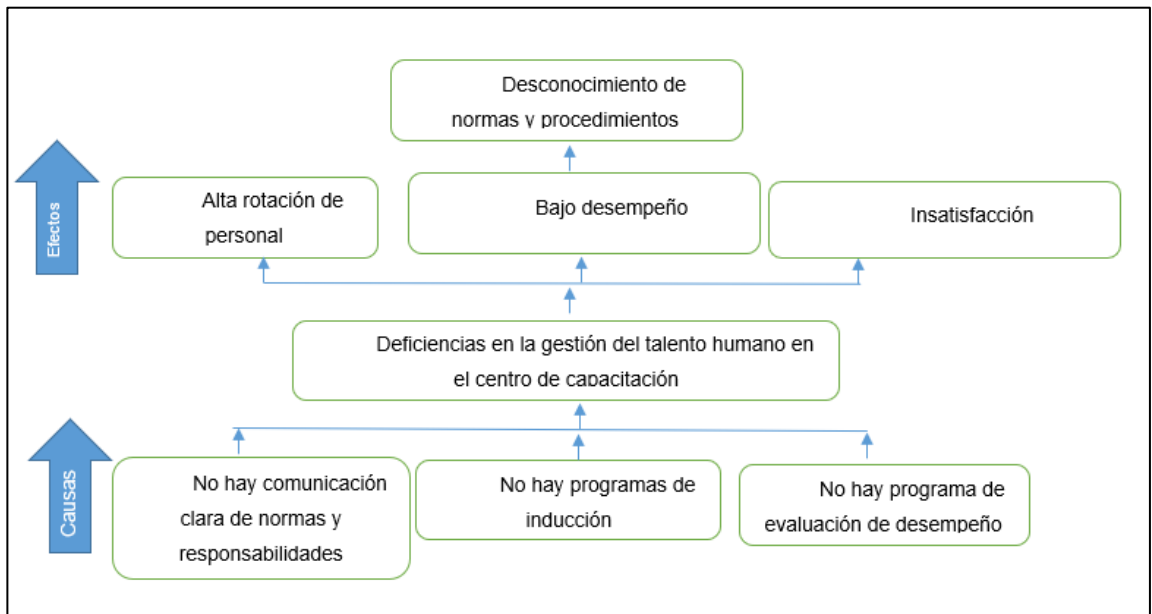 Desconocimiento de
normas y procedimientos
Efectos
Alta rotación de
personal
Bajo desempeño
Insatisfacción
Deficiencias en la gestión del talento humano en
el centro de capacitación
Causas
No hay comunicación
clara de normas y
responsabilidades
No hay programas de
inducción
No hay programa de
evaluación de desempeño